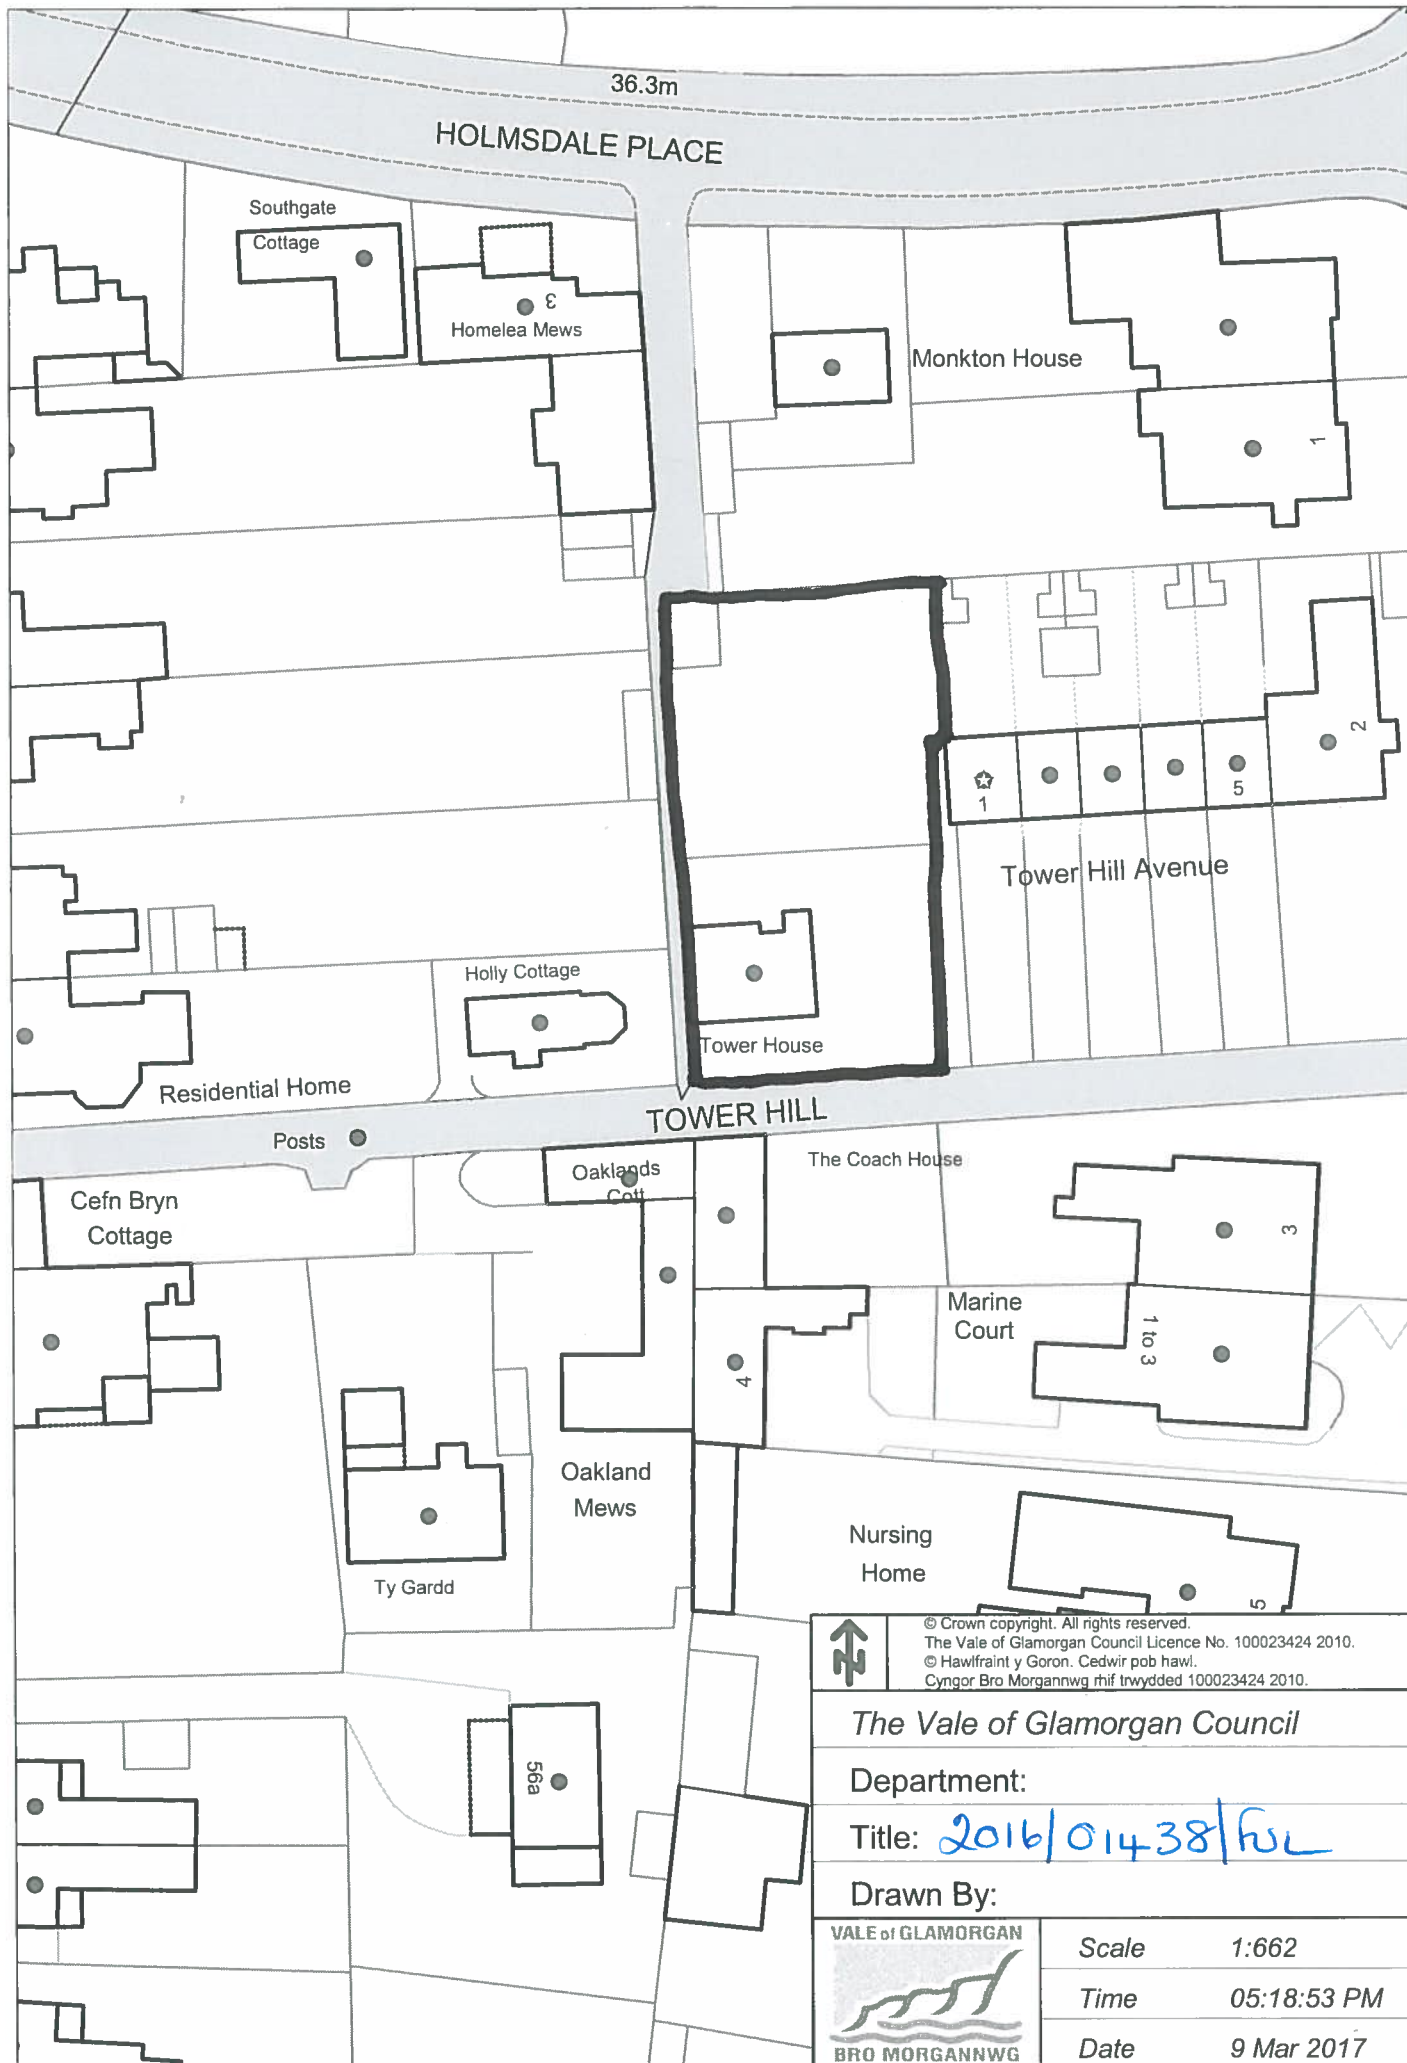 36.3m
HOLMSDALE PLACE
Southgate
Cottage
3
Homelea Mews
Monkton House
1
2
1
5
Tower Hill Avenue
Holly Cottage
Tower House
Residential Home
TOWER HILL
Posts
The Coach House
Oaklands
Cott
Cefn Bryn
Cottage
3
Marine
Court
1 to 3
4
Oakland
Mews
Nursing
Home
Ty Gardd
5
56a
N
© Crown copyright. All rights reserved.
The Vale of Glamorgan Council Licence No. 100023424 2010.
© Hawlfraint y Goron. Cedwir pob hawl.
Cyngor Bro Morgannwg rhif trwydded 100023424 2010.
The Vale of Glamorgan Council
Department:
Title: 2016/01438/FUL
Drawn By:
VALE of GLAMORGAN
BRO MORGANNWG
Scale 1:662
Time 05:18:53 PM
Date 9 Mar 2017